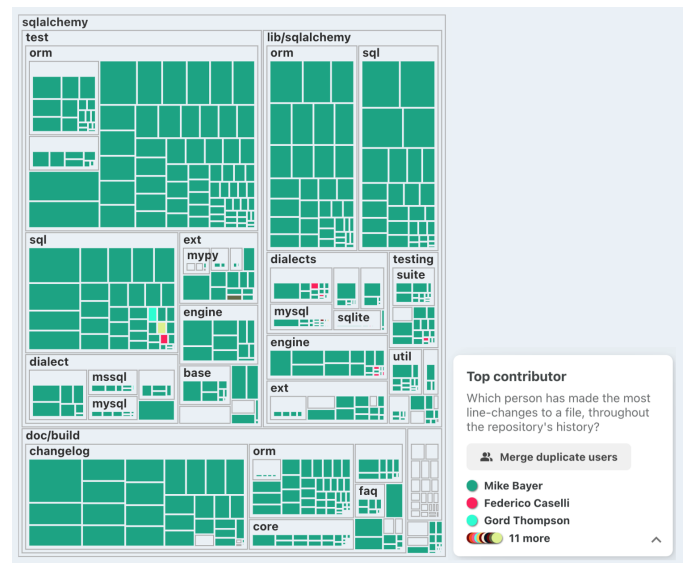 sqlalchemy
test
lib/sqlalchemy
orm
orm
sql
sql
ext
mypy
dialects
testing
suite
engine
mysql
sqlite
engine
util
dialect
mssql
base
ext
mysql
doc/build
changelog
orm
faq
core
Top contributor
Which person has made the most
line-changes to a file, throughout
the repository's history?
Merge duplicate users
Mike Bayer
Federico Caselli
Gord Thompson
11 more